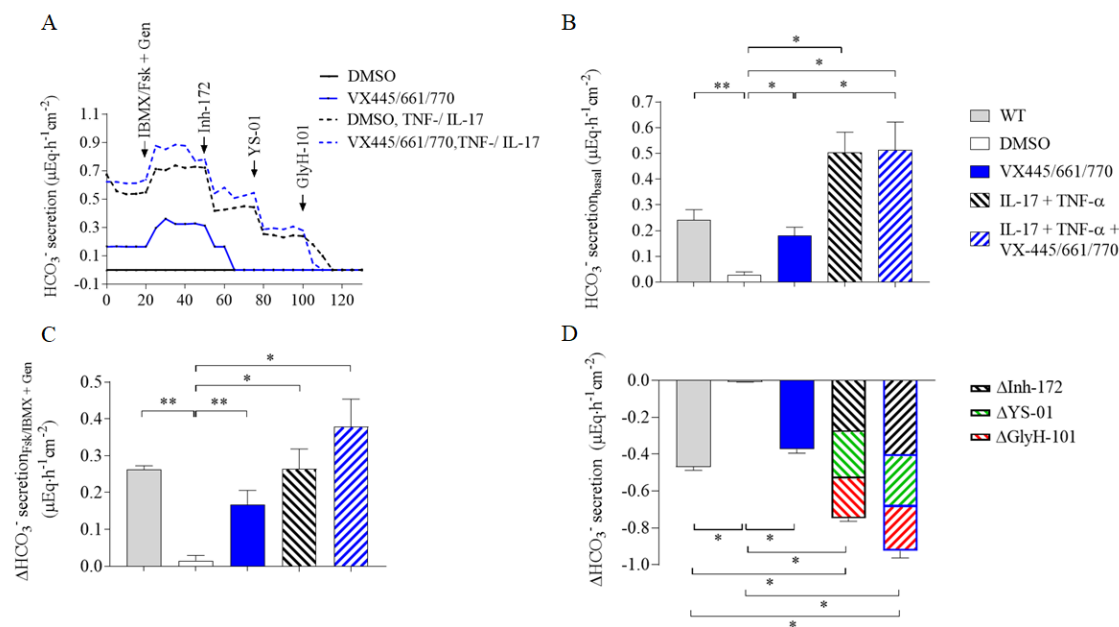 A
IBMX/Fsk + Gen
Inh-172
YS-01
GlyH-101
DMSO
VX445/661/770
DMSO, TNF-/ IL-17
VX445/661/770,TNF-/ IL-17
HCO₃⁻ secretion (µEq·h⁻¹cm⁻²)
1.1
0.9
0.7
0.5
0.3
0.1
-0.1
0 20 40 60 80 100 120
B
*
*
** * *
HCO₃⁻ secretion_basal (µEq·h⁻¹cm⁻²)
0.7
0.6
0.5
0.4
0.3
0.2
0.1
0.0
WT
DMSO
VX445/661/770
IL-17 + TNF-α
IL-17 + TNF-α +
VX-445/661/770
C
*
*
** **
ΔHCO₃⁻ secretion_Fsk/IBMX + Gen
(µEq·h⁻¹cm⁻²)
0.5
0.4
0.3
0.2
0.1
0.0
D
ΔHCO₃⁻ secretion (µEq·h⁻¹cm⁻²)
0.0
-0.2
-0.4
-0.6
-0.8
-1.0
* *
*
*
*
*
ΔInh-172
ΔYS-01
ΔGlyH-101